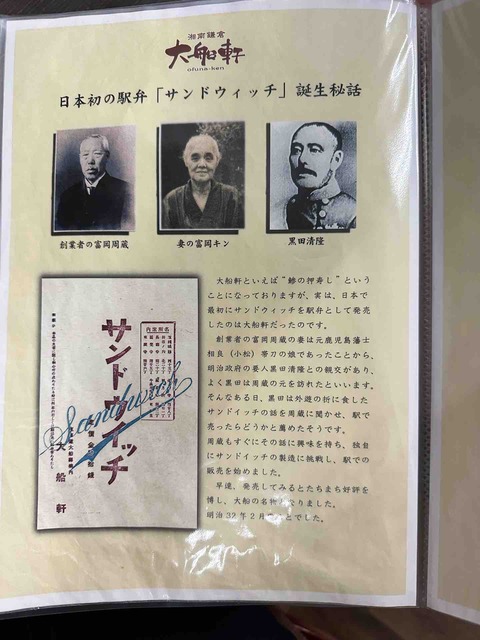 湘南鎌倉
大船軒
ofuna-ken
日本初の駅弁「サンドウィッチ」誕生秘話
創業者の富岡周蔵
妻の富岡キン
黒田清隆
大船軒といえば"鯵の押寿し"という
ことになっておりますが、実は、日本で
最初にサンドウィッチを駅弁として発売
したのは大船軒だったのです。
創業者の富岡周蔵の妻は元鹿児島藩士
相良（小松）帯刀の娘であったことから、
明治政府の要人黒田清隆との親交があり、
よく黒田は周蔵の元を訪れたといいます。
そんなある日、黒田は外遊の折に食した
サンドウィッチの話を周蔵に聞かせ、駅で
売ったらどうかと薦めたそうです。
周蔵もすぐにその話に興味を持ち、独自
にサンドイッチの製造に挑戦し、駅での
販売を始めました。
早速、発売してみるとたちまち好評を
博し、大船の名物となりました。
明治32年2月のことでした。
サンドウイッチ
Sandwich
大船軒